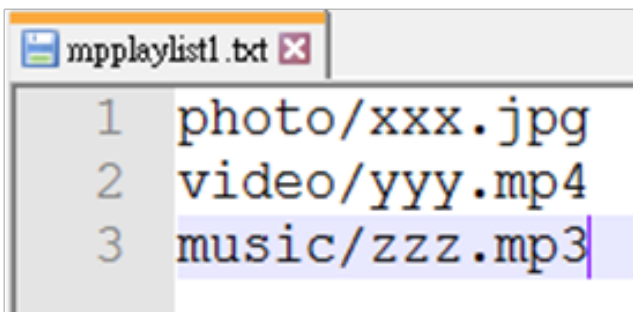 mpplaylist1.txt
1 photo/xxx.jpg
2 video/yyy.mp4
3 music/zzz.mp3